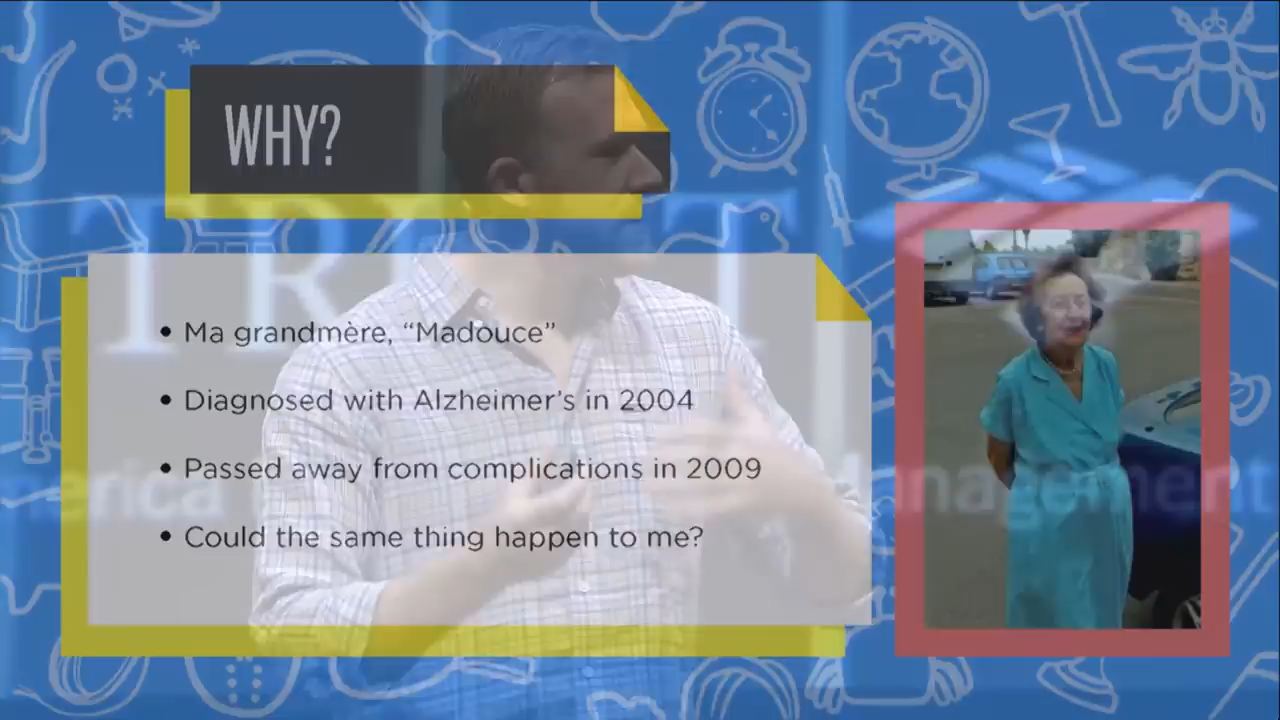 WHY?
TRUST
Ma grandmère, “Madouce”
Diagnosed with Alzheimer's in 2004
Passed away from complications in 2009
Could the same thing happen to me?